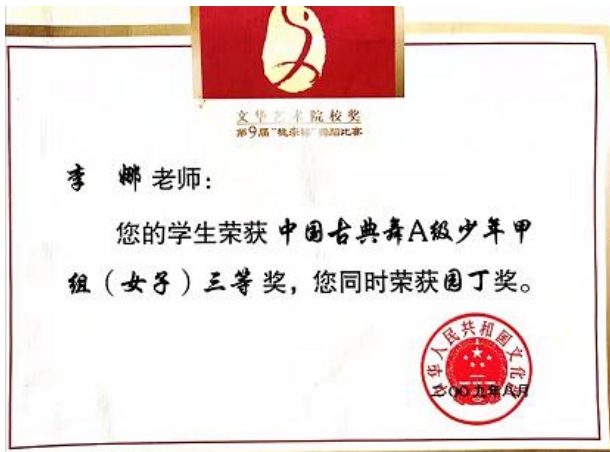 文华艺术院校奖
第9届“桃李杯”舞蹈比赛
李 娜 老师：
您的学生荣获 中国古典舞A级少年甲
组（女子）三等奖，您同时荣获园丁奖。
中华人民共和国文化部
二〇〇九年八月